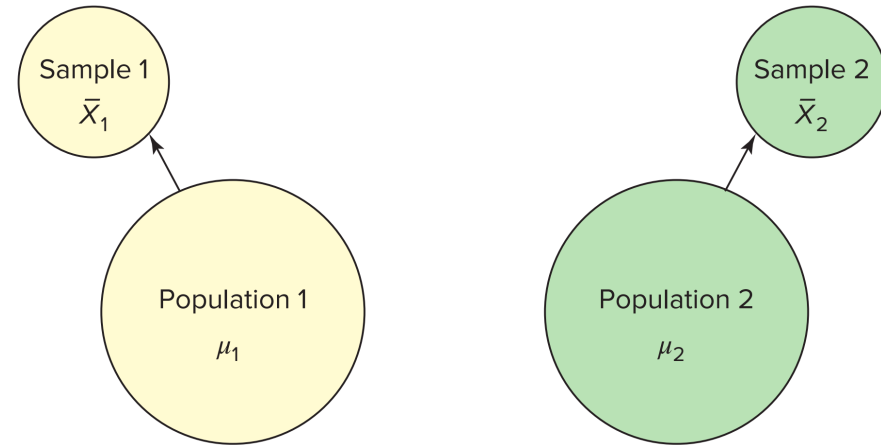 Sample 1
X̄₁
Sample 2
X̄₂
Population 1
μ₁
Population 2
μ₂